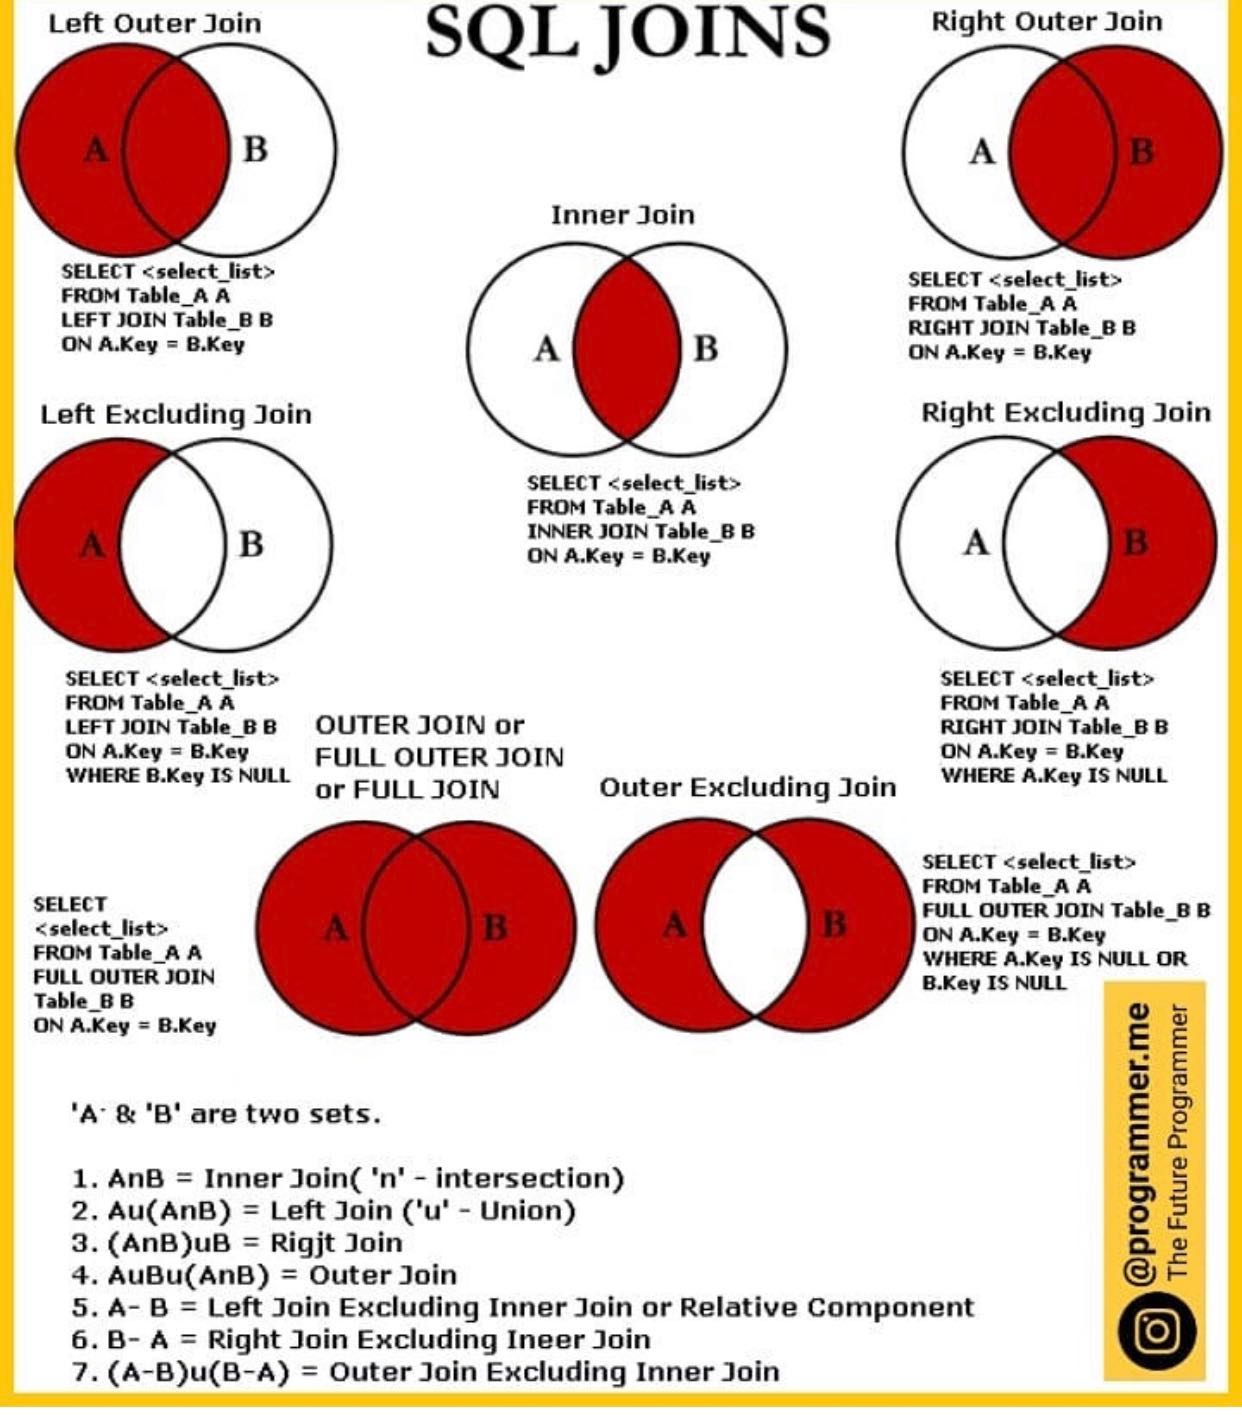 SQL JOINS
Left Outer Join
A
B
SELECT <select_list>
FROM Table_A A
LEFT JOIN Table_B B
ON A.Key = B.Key
Right Outer Join
A
B
SELECT <select_list>
FROM Table_A A
RIGHT JOIN Table_B B
ON A.Key = B.Key
Inner Join
A
B
SELECT <select_list>
FROM Table_A A
INNER JOIN Table_B B
ON A.Key = B.Key
Left Excluding Join
A
B
SELECT <select_list>
FROM Table_A A
LEFT JOIN Table_B B
ON A.Key = B.Key
WHERE B.Key IS NULL
Right Excluding Join
A
B
SELECT <select_list>
FROM Table_A A
RIGHT JOIN Table_B B
ON A.Key = B.Key
WHERE A.Key IS NULL
OUTER JOIN or
FULL OUTER JOIN
or FULL JOIN
A
B
SELECT
<select_list>
FROM Table_A A
FULL OUTER JOIN
Table_B B
ON A.Key = B.Key
Outer Excluding Join
A
B
SELECT <select_list>
FROM Table_A A
FULL OUTER JOIN Table_B B
ON A.Key = B.Key
WHERE A.Key IS NULL OR
B.Key IS NULL
'A' & 'B' are two sets.
1. AnB = Inner Join( 'n' - intersection)
2. Au(AnB) = Left Join ('u' - Union)
3. (AnB)uB = Rigjt Join
4. AuBu(AnB) = Outer Join
5. A- B = Left Join Excluding Inner Join or Relative Component
6. B- A = Right Join Excluding Ineer Join
7. (A-B)u(B-A) = Outer Join Excluding Inner Join
@programmer.me
The Future Programmer